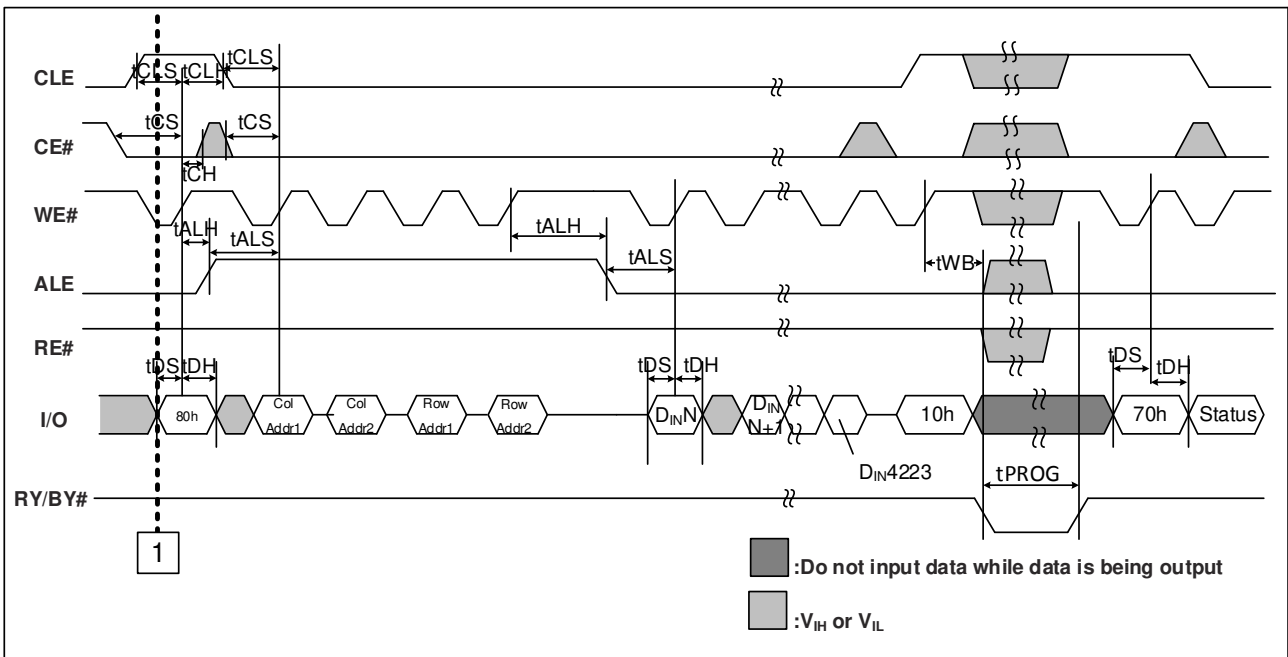 CLE
tCLS tCLH tCLS
CE#
tCS tCS
tCH
WE#
tALH tALS tALH tALS
tWB
ALE
RE#
tDS tDH tDS tDH tDS tDH
I/O
80h
Col Addr1
Col Addr2
Row Addr1
Row Addr2
DINN
DIN N+1
DIN4223
10h
70h
Status
RY/BY#
tPROG
1
:Do not input data while data is being output
:VIH or VIL